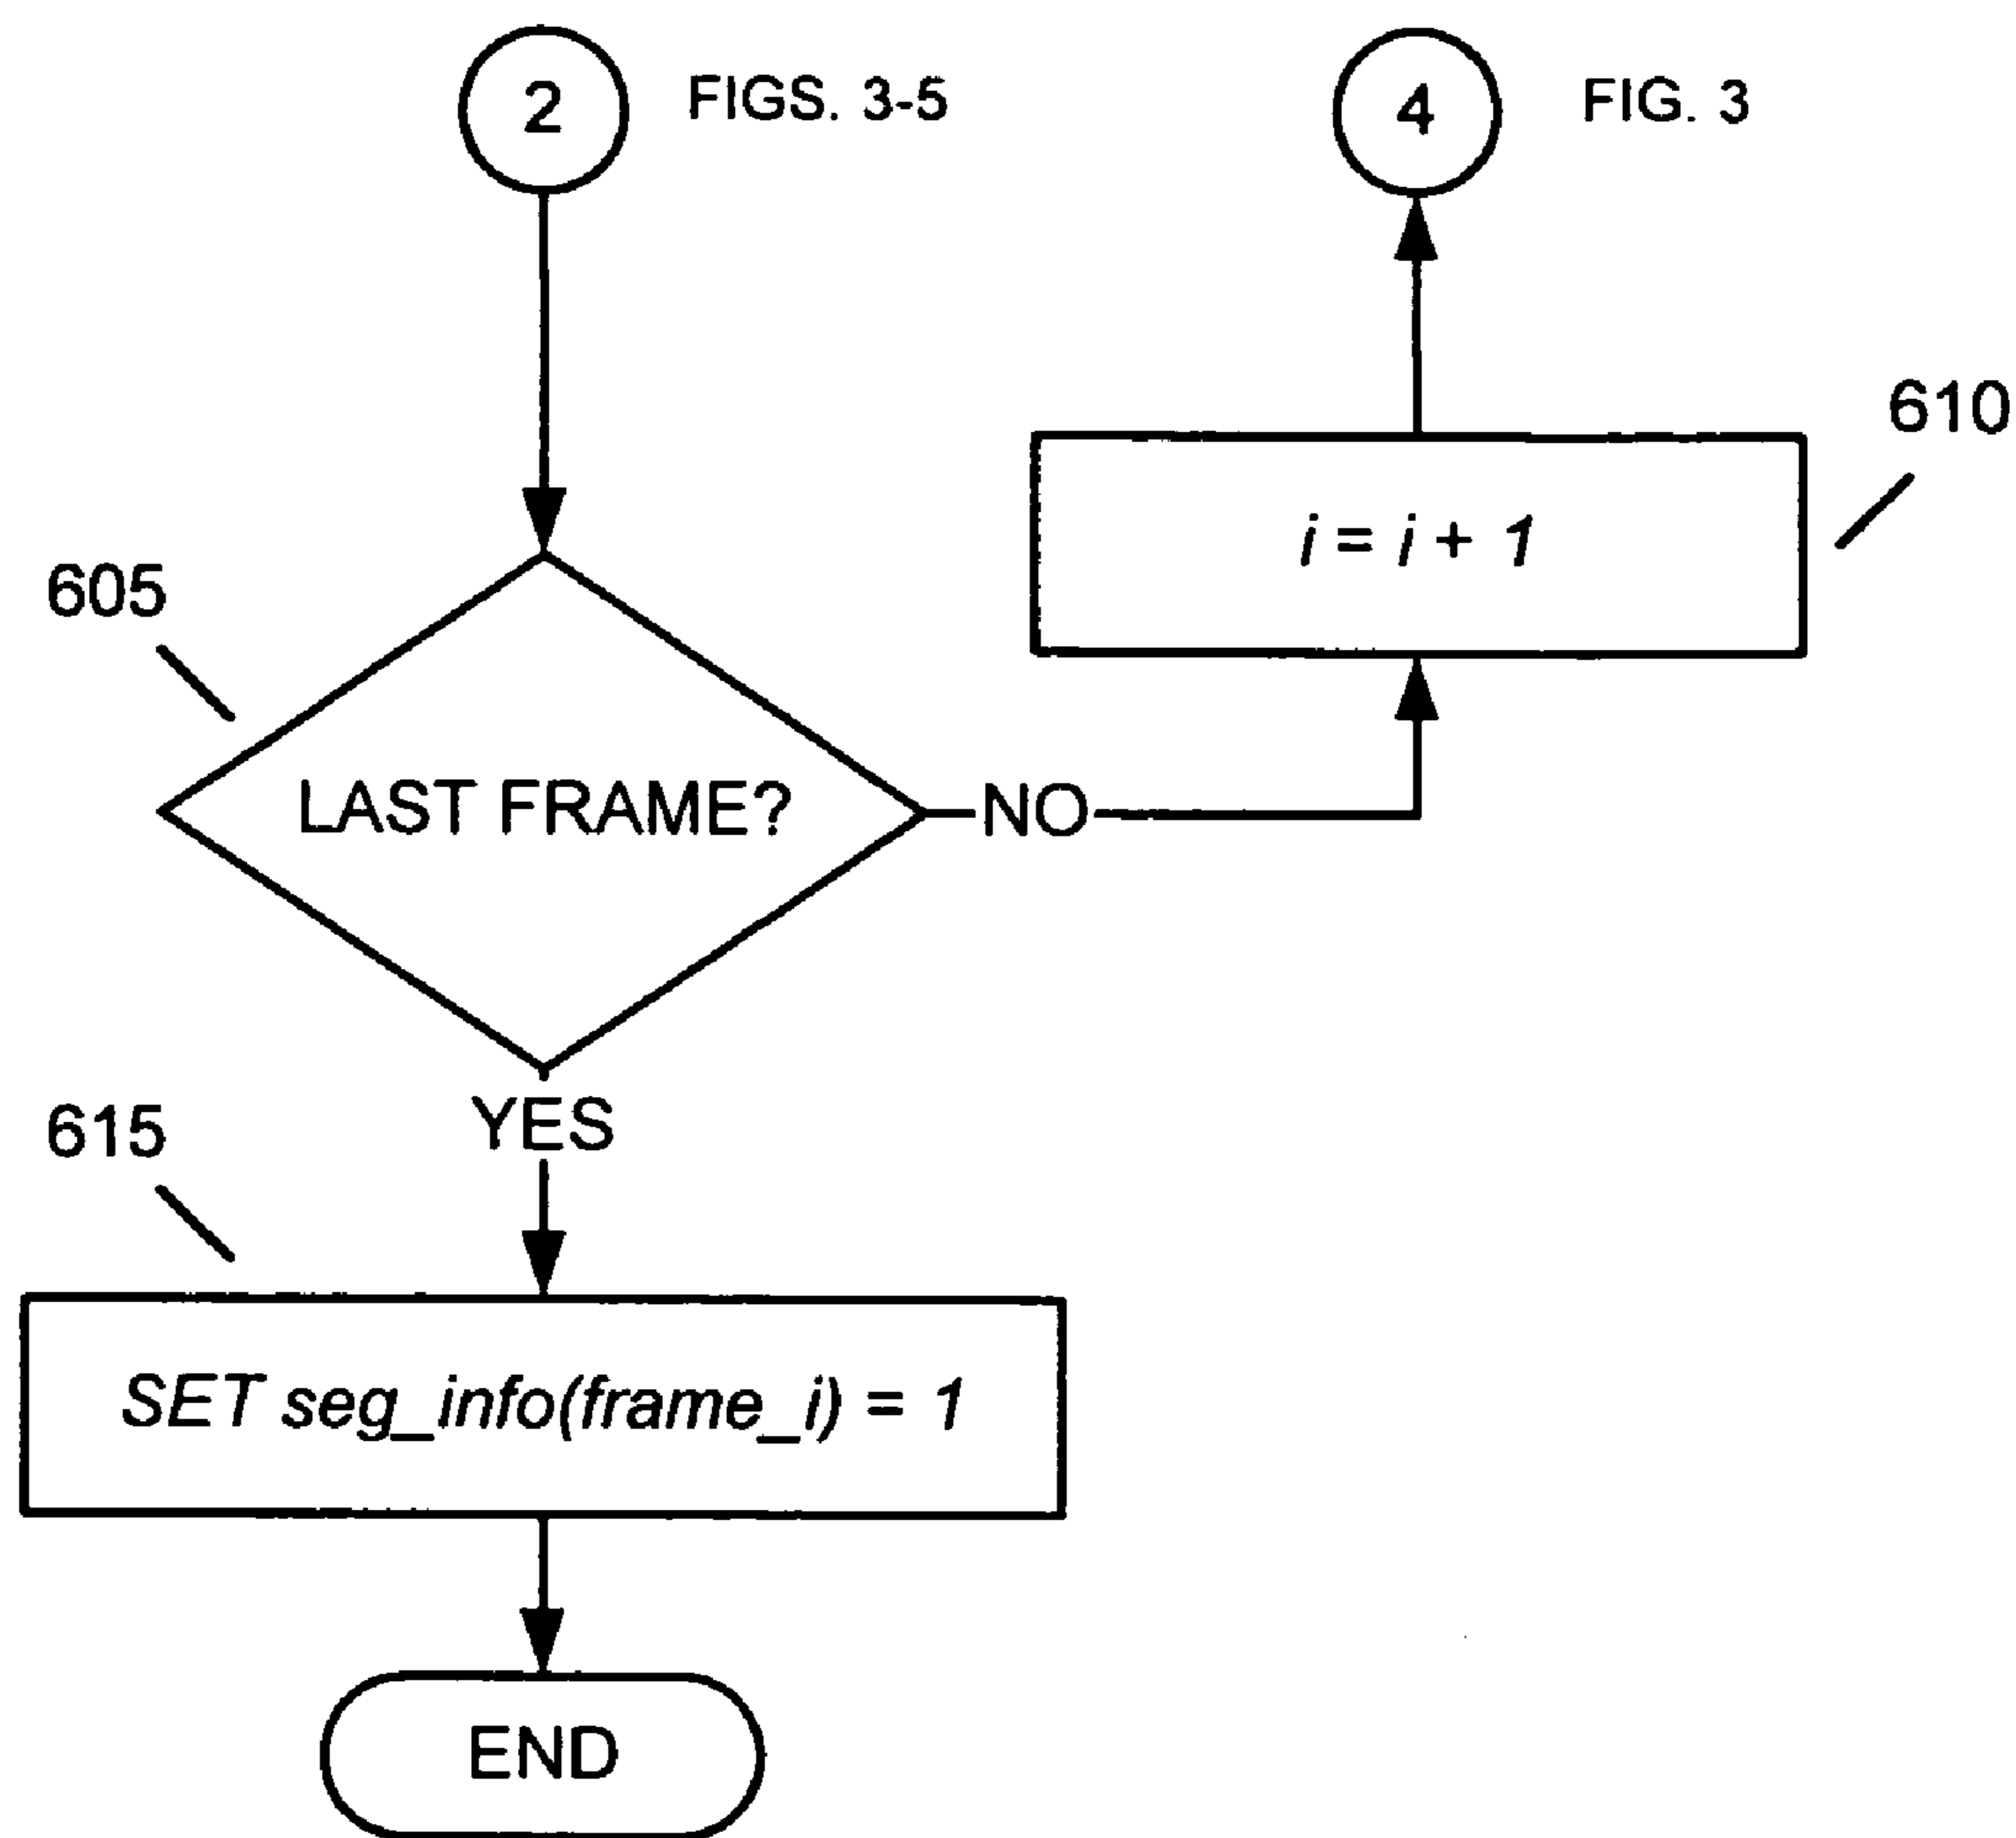 2 FIGS. 3-5
4 FIG. 3
610
i = i + 1
605
LAST FRAME?
NO
YES
615
SET seg_info(frame_i) = 1
END